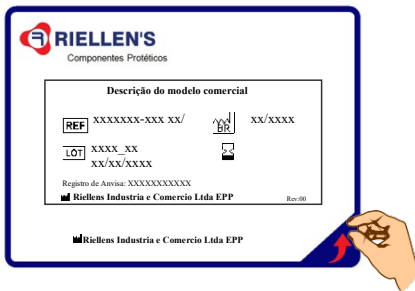 RIELLEN'S
Componentes Protéticos
Descrição do modelo comercial
REF xxxxxxx-xxx xx/ BR xx/xxxx
LOT xxxx_xx
xx/xx/xxxx
Registro de Anvisa: XXXXXXXXXXX
Riellens Industria e Comercio Ltda EPP Rev:00
Riellens Industria e Comercio Ltda EPP